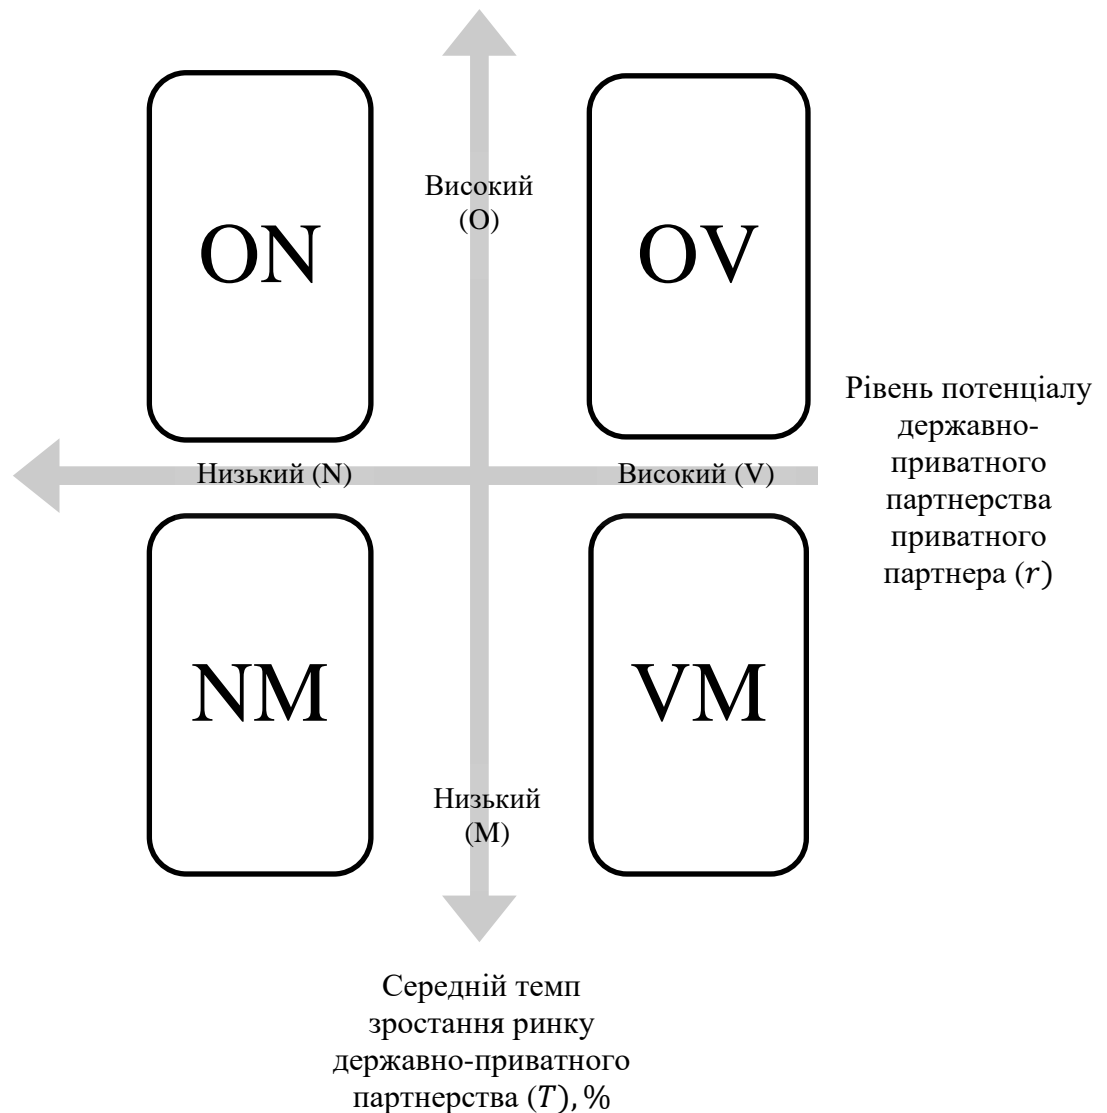 Високий
(O)
ON
OV
Рівень потенціалу
державно-
приватного
партнерства
приватного
партнера (r)
Низький (N)
Високий (V)
NM
VM
Низький
(M)
Середній темп
зростання ринку
державно-приватного
партнерства (T), %